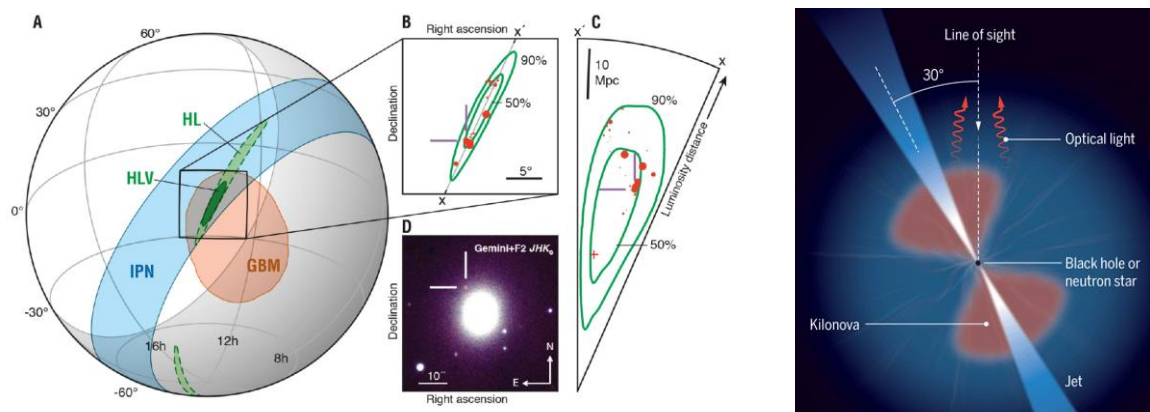 A
60°
30°
0°
-30°
-60°
HL
HLV
IPN
GBM
16h
12h
8h
B
Right ascension
x´
90%
50%
Declination
5°
x
C
x´
x
10
Mpc
90%
Luminosity distance
50%
D
Gemini+F2 JHKs
Declination
10"
N
E
Right ascension
Line of sight
30°
Optical light
Black hole or
neutron star
Kilonova
Jet